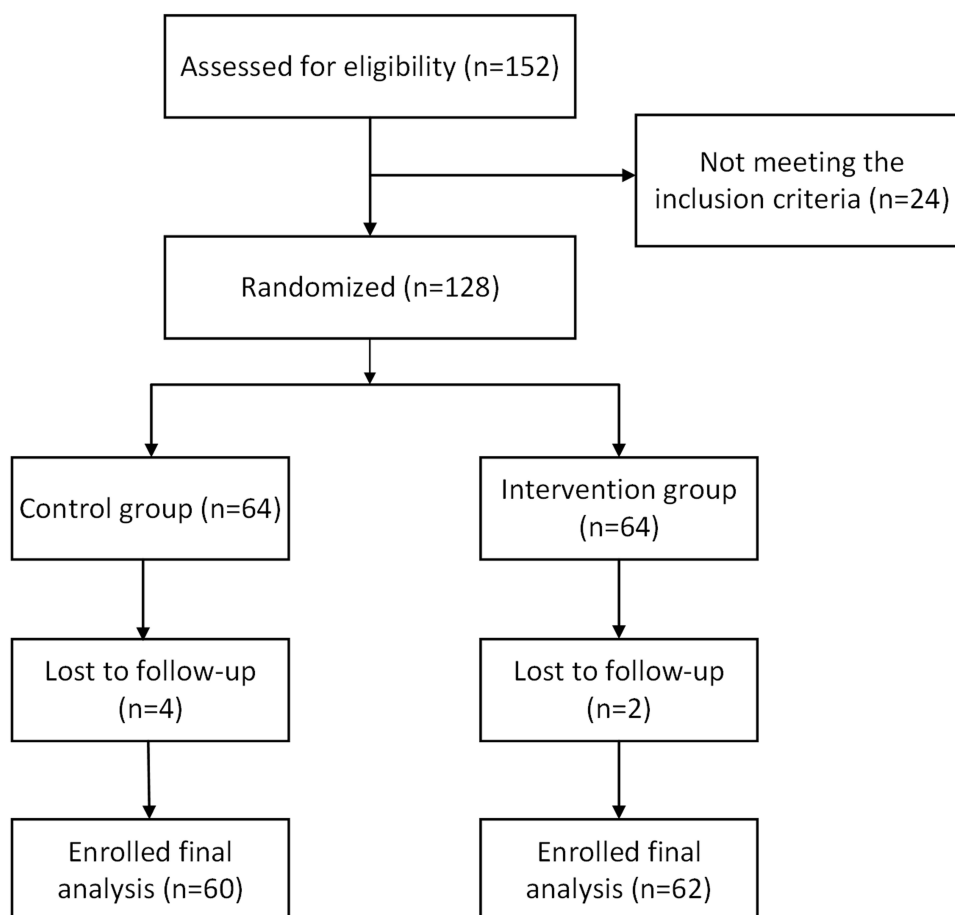 Assessed for eligibility (n=152)
Not meeting the
inclusion criteria (n=24)
Randomized (n=128)
Control group (n=64)
Intervention group
(n=64)
Lost to follow-up
(n=4)
Lost to follow-up
(n=2)
Enrolled final
analysis (n=60)
Enrolled final
analysis (n=62)